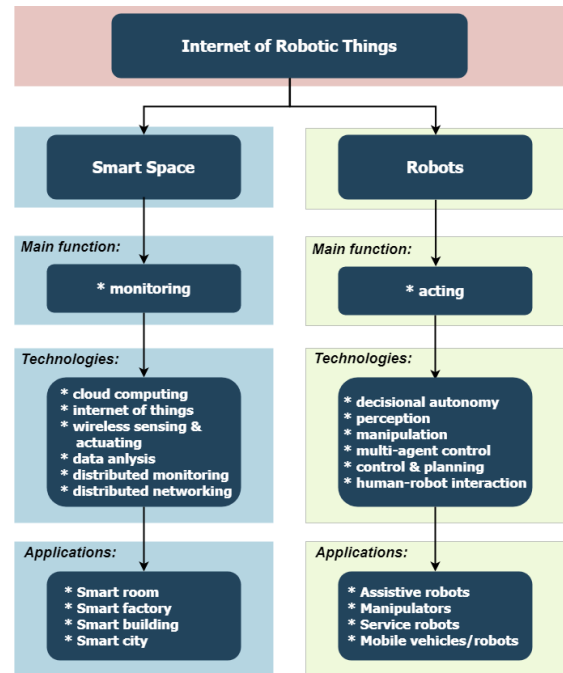 Internet of Robotic Things
Smart Space
Main function:
* monitoring
Technologies:
* cloud computing
* internet of things
* wireless sensing &
actuating
* data anlysis
* distributed monitoring
* distributed networking
Applications:
* Smart room
* Smart factory
* Smart building
* Smart city
Robots
Main function:
* acting
Technologies:
* decisional autonomy
* perception
* manipulation
* multi-agent control
* control & planning
* human-robot interaction
Applications:
* Assistive robots
* Manipulators
* Service robots
* Mobile vehicles/robots